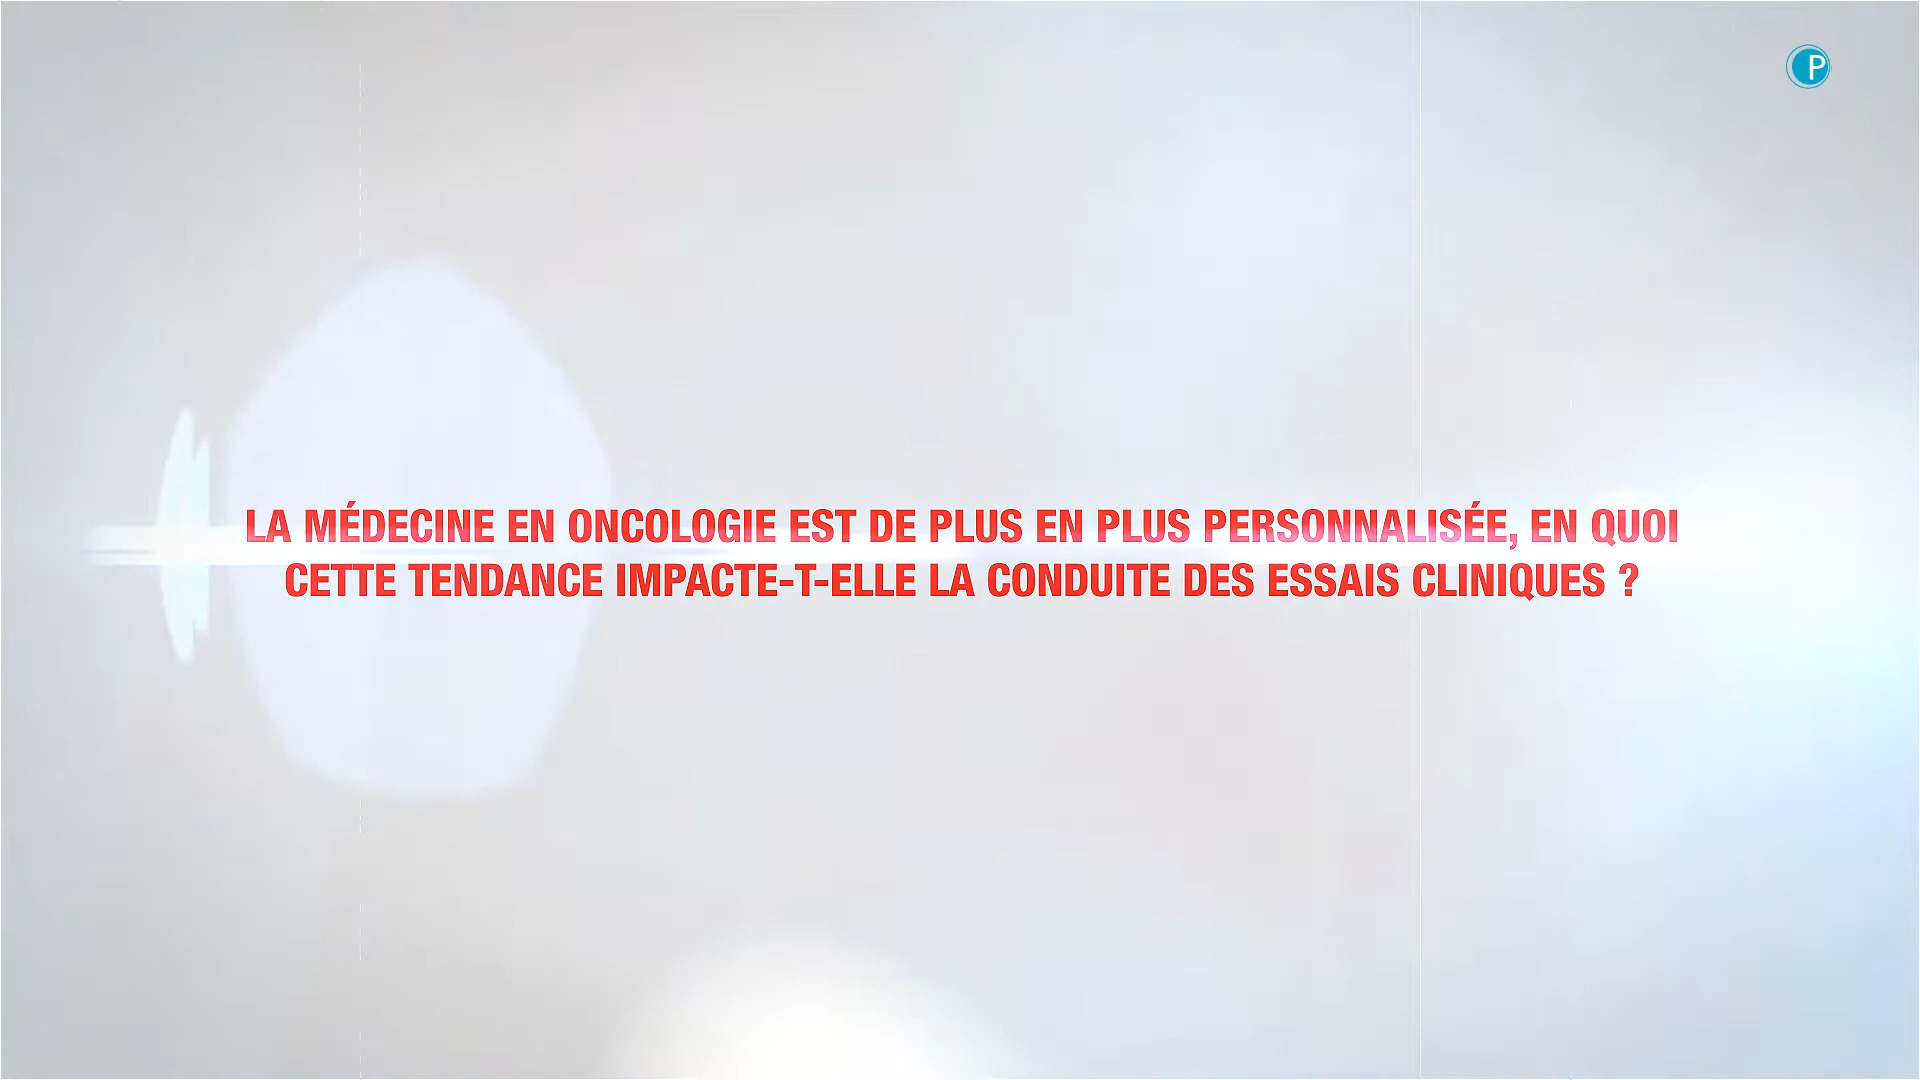 P
LA MÉDECINE EN ONCOLOGIE EST DE PLUS EN PLUS PERSONNALISÉE, EN QUOI
CETTE TENDANCE IMPACTE-T-ELLE LA CONDUITE DES ESSAIS CLINIQUES ?